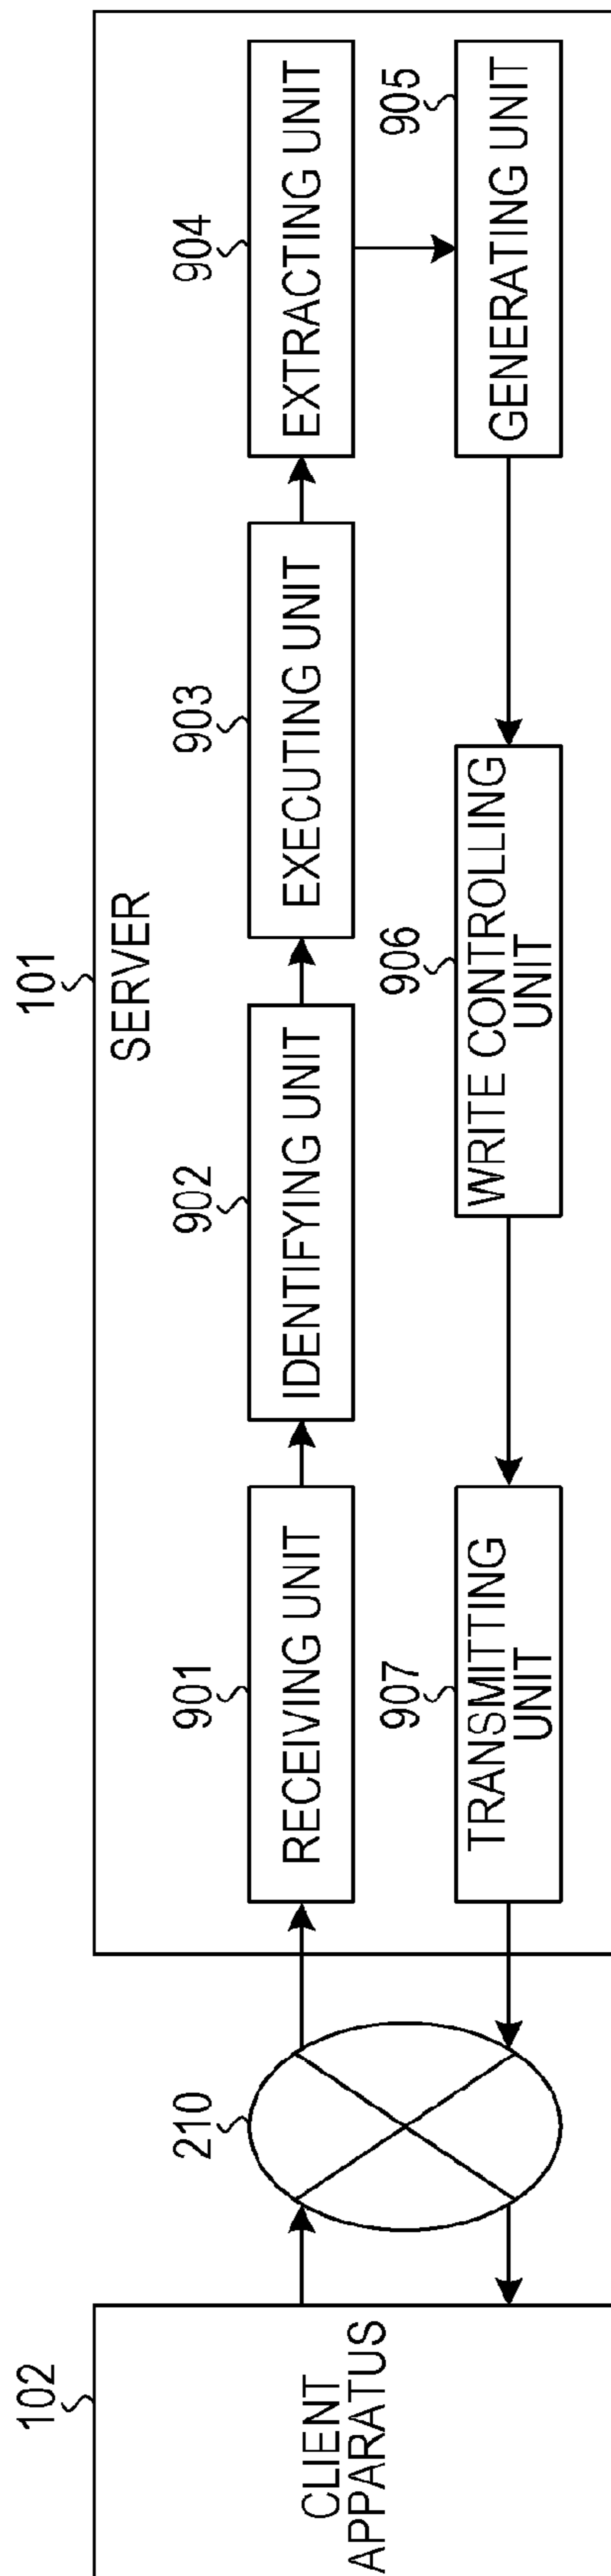 102
CLIENT
APPARATUS
210
101
SERVER
901
RECEIVING UNIT
902
IDENTIFYING UNIT
903
EXECUTING UNIT
904
EXTRACTING UNIT
905
GENERATING UNIT
906
WRITE CONTROLLING
UNIT
907
TRANSMITTING
UNIT